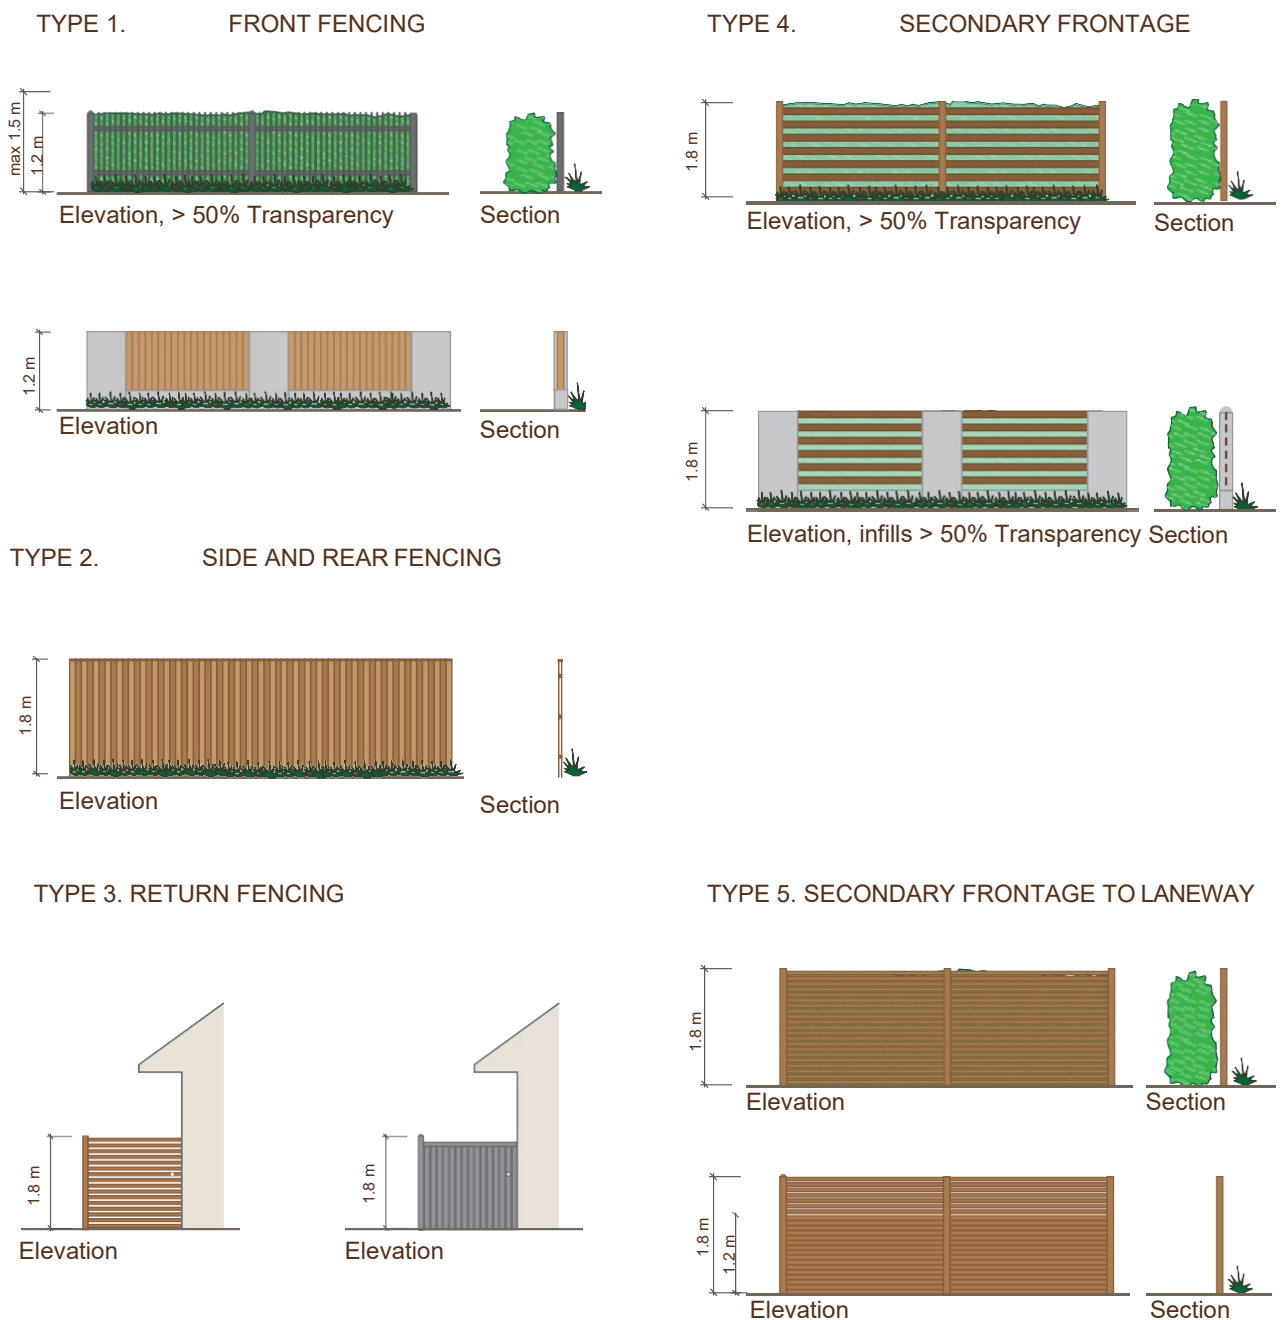 TYPE 1. FRONT FENCING
max 1.5 m
1.2 m
Elevation, > 50% Transparency
Section
1.2 m
Elevation
Section
TYPE 2. SIDE AND REAR FENCING
1.8 m
Elevation
Section
TYPE 3. RETURN FENCING
1.8 m
Elevation
1.8 m
Elevation
TYPE 4. SECONDARY FRONTAGE
1.8 m
Elevation, > 50% Transparency
Section
1.8 m
Elevation, infills > 50% Transparency Section
TYPE 5. SECONDARY FRONTAGE TO LANEWAY
1.8 m
Elevation
Section
1.8 m
1.2 m
Elevation
Section